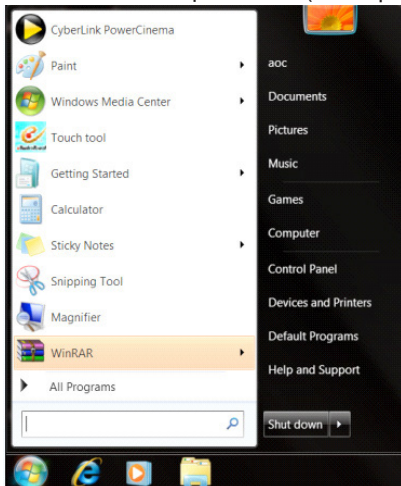 CyberLink PowerCinema
Paint
Windows Media Center
Touch tool
Getting Started
Calculator
Sticky Notes
Snipping Tool
Magnifier
WinRAR
All Programs
aoc
Documents
Pictures
Music
Games
Computer
Control Panel
Devices and Printers
Default Programs
Help and Support
Shut down